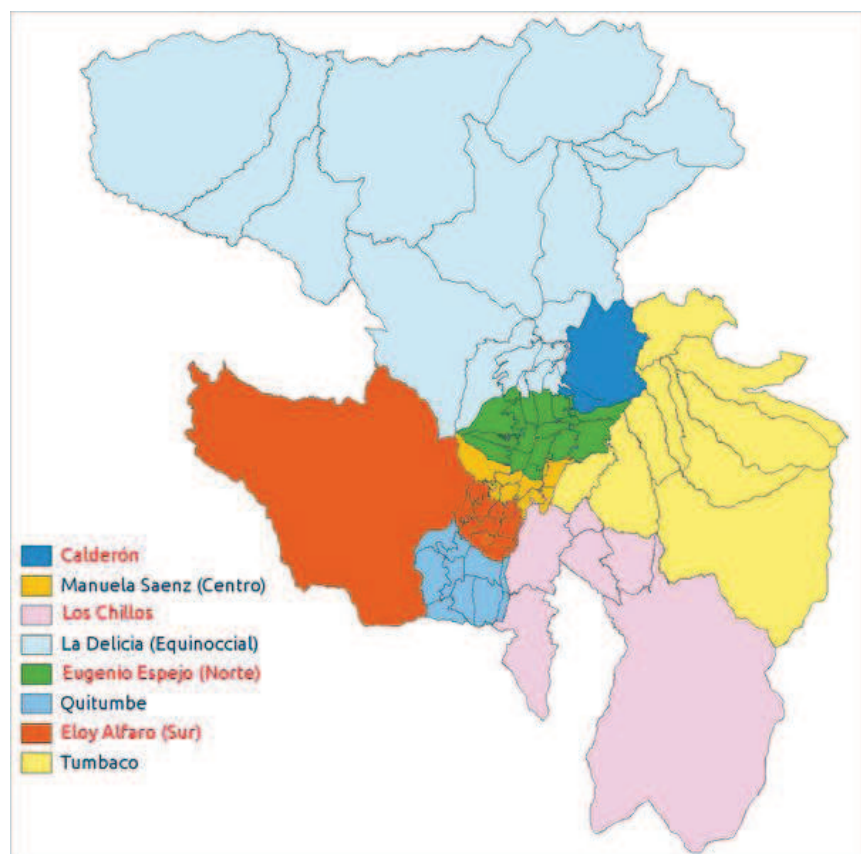 Calderón
Manuela Saenz (Centro)
Los Chillos
La Delicia (Equinoccial)
Eugenio Espejo (Norte)
Quitumbe
Eloy Alfaro (Sur)
Tumbaco